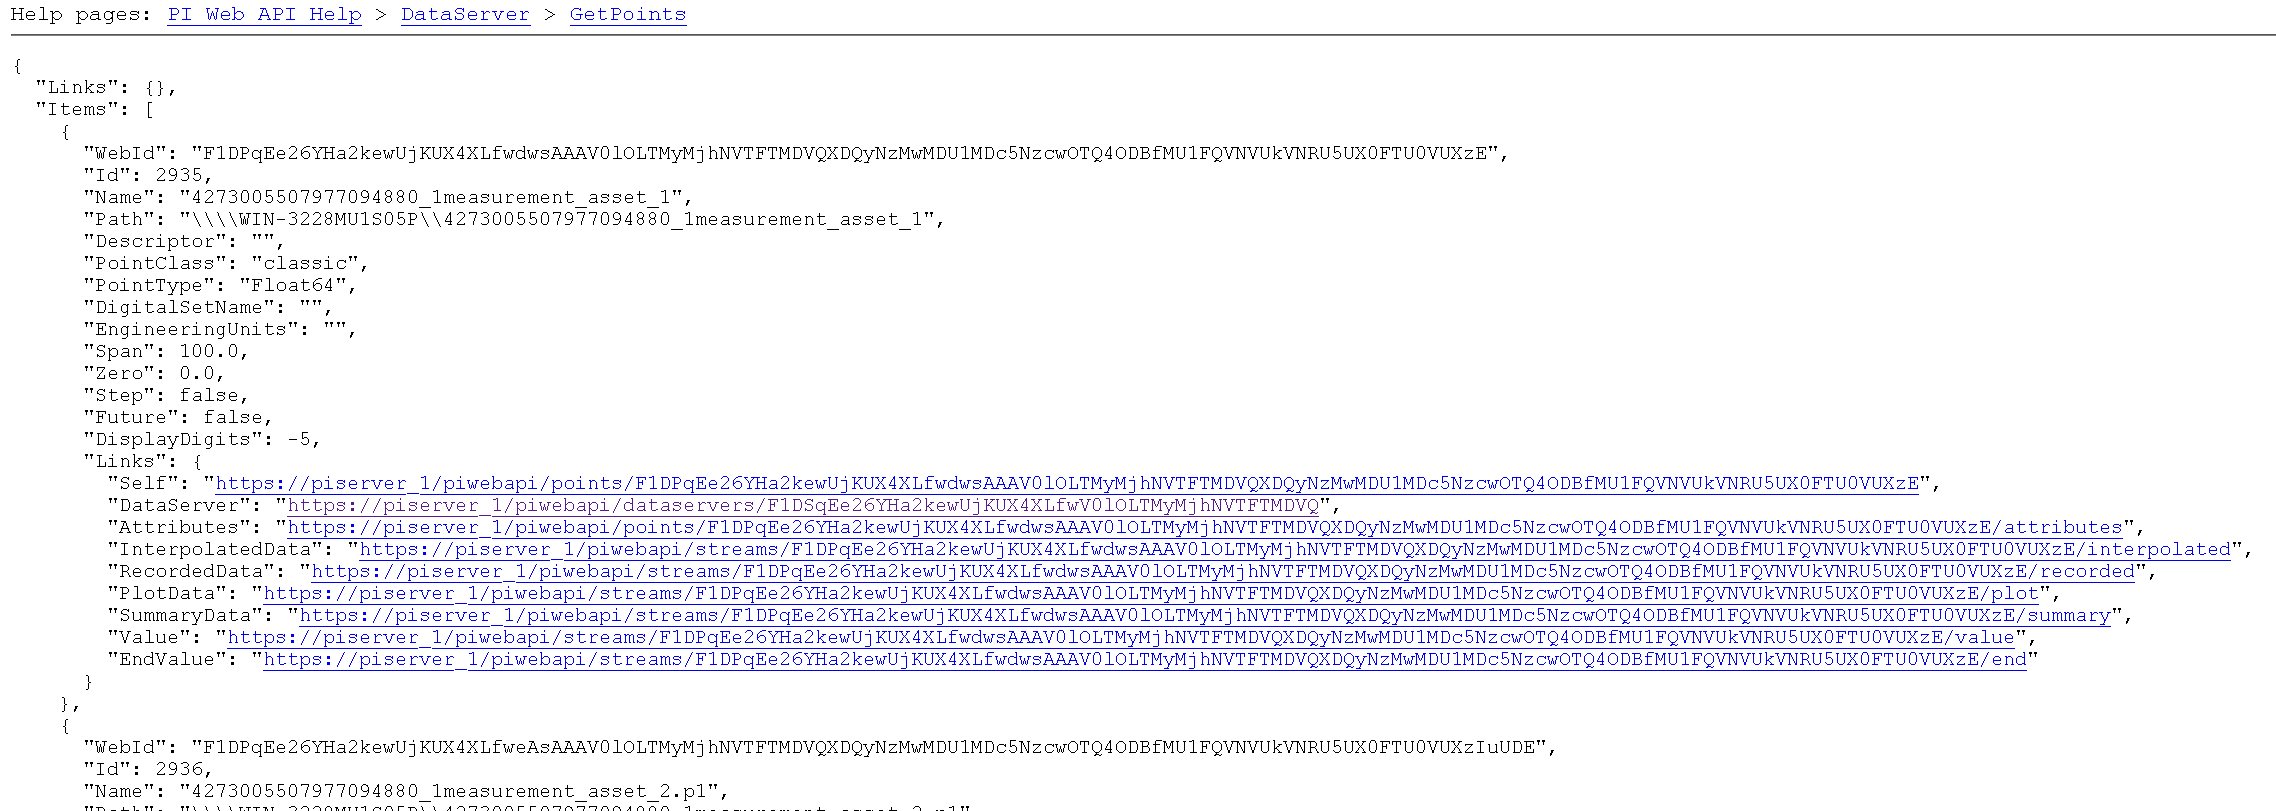 Help pages: PI Web API Help > DataServer > GetPoints
{
"Links": {},
"Items": [
{
"WebId": "F1DPqEe26YHa2kewUjKUX4XLfwdwsAAAV0lOLTMyMjhNVTFTMDVQXDQyNzMwMDU1MDc5NzcwOTQ4ODBfMU1FQVNVUkVNRU5UX0FTU0VUXzE",
"Id": 2935,
"Name": "4273005507977094880_1measurement_asset_1",
"Path": "\\\\WIN-3228MU1S05P\\4273005507977094880_1measurement_asset_1",
"Descriptor": "",
"PointClass": "classic",
"PointType": "Float64",
"DigitalSetName": "",
"EngineeringUnits": "",
"Span": 100.0,
"Zero": 0.0,
"Step": false,
"Future": false,
"DisplayDigits": -5,
"Links": {
"Self": "https://piserver_1/piwebapi/points/F1DPqEe26YHa2kewUjKUX4XLfwdwsAAAV0lOLTMyMjhNVTFTMDVQXDQyNzMwMDU1MDc5NzcwOTQ4ODBfMU1FQVNVUkVNRU5UX0FTU0VUXzE",
"DataServer": "https://piserver_1/piwebapi/dataservers/F1DSqEe26YHa2kewUjKUX4XLfwV0lOLTMyMjhNVTFTMDVQ",
"Attributes": "https://piserver_1/piwebapi/points/F1DPqEe26YHa2kewUjKUX4XLfwdwsAAAV0lOLTMyMjhNVTFTMDVQXDQyNzMwMDU1MDc5NzcwOTQ4ODBfMU1FQVNVUkVNRU5UX0FTU0VUXzE/attributes",
"InterpolatedData": "https://piserver_1/piwebapi/streams/F1DPqEe26YHa2kewUjKUX4XLfwdwsAAAV0lOLTMyMjhNVTFTMDVQXDQyNzMwMDU1MDc5NzcwOTQ4ODBfMU1FQVNVUkVNRU5UX0FTU0VUXzE/interpolated",
"RecordedData": "https://piserver_1/piwebapi/streams/F1DPqEe26YHa2kewUjKUX4XLfwdwsAAAV0lOLTMyMjhNVTFTMDVQXDQyNzMwMDU1MDc5NzcwOTQ4ODBfMU1FQVNVUkVNRU5UX0FTU0VUXzE/recorded",
"PlotData": "https://piserver_1/piwebapi/streams/F1DPqEe26YHa2kewUjKUX4XLfwdwsAAAV0lOLTMyMjhNVTFTMDVQXDQyNzMwMDU1MDc5NzcwOTQ4ODBfMU1FQVNVUkVNRU5UX0FTU0VUXzE/plot",
"SummaryData": "https://piserver_1/piwebapi/streams/F1DPqEe26YHa2kewUjKUX4XLfwdwsAAAV0lOLTMyMjhNVTFTMDVQXDQyNzMwMDU1MDc5NzcwOTQ4ODBfMU1FQVNVUkVNRU5UX0FTU0VUXzE/summary",
"Value": "https://piserver_1/piwebapi/streams/F1DPqEe26YHa2kewUjKUX4XLfwdwsAAAV0lOLTMyMjhNVTFTMDVQXDQyNzMwMDU1MDc5NzcwOTQ4ODBfMU1FQVNVUkVNRU5UX0FTU0VUXzE/value",
"EndValue": "https://piserver_1/piwebapi/streams/F1DPqEe26YHa2kewUjKUX4XLfwdwsAAAV0lOLTMyMjhNVTFTMDVQXDQyNzMwMDU1MDc5NzcwOTQ4ODBfMU1FQVNVUkVNRU5UX0FTU0VUXzE/end"
}
},
{
"WebId": "F1DPqEe26YHa2kewUjKUX4XLfweAsAAAV0lOLTMyMjhNVTFTMDVQXDQyNzMwMDU1MDc5NzcwOTQ4ODBfMU1FQVNVUkVNRU5UX0FTU0VUXzIuUDE",
"Id": 2936,
"Name": "4273005507977094880_1measurement_asset_2.p1",
"Path": "\\\\WIN-3228MU1S05P\\4273005507977094880_1measurement_asset_2.p1"